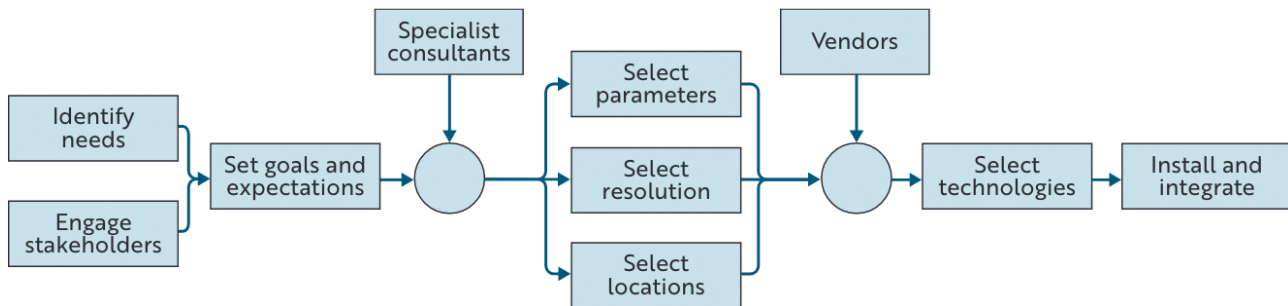 Identify
needs
Engage
stakeholders
Set goals and
expectations
Specialist
consultants
Select
parameters
Select
resolution
Select
locations
Vendors
Select
technologies
Install and
integrate